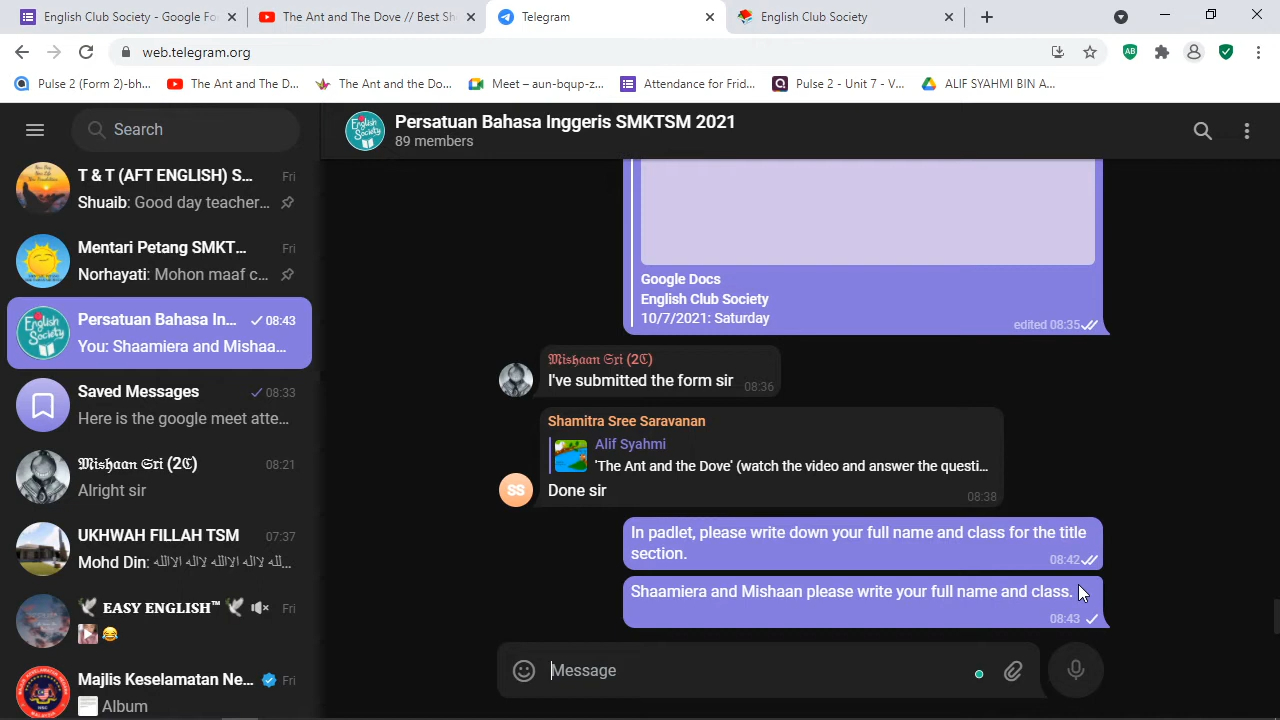 English Club Society - Google Fo
The Ant and The Dove // Best Sh
Telegram
English Club Society
web.telegram.org
AB
Pulse 2 (Form 2)-bh...
The Ant and The D...
The Ant and the Do...
Meet – aun-bqup-z...
Attendance for Frid...
Pulse 2 - Unit 7 - V...
ALIF SYAHMI BIN A...
Search
T & T (AFT ENGLISH) S...
Fri
Shuaib: Good day teacher...
Mentari Petang SMKT...
Fri
Norhayati: Mohon maaf c...
Persatuan Bahasa In...
08:43
You: Shaamiera and Mishaa...
Saved Messages
08:33
Here is the google meet atte...
𝔐𝔦𝔰𝔥𝔞𝔞𝔫 𝔖𝔯𝔦 (2ℭ)
08:21
Alright sir
UKHWAH FILLAH TSM
07:37
Mohd Din: لله لااله الاالله لااله الاالله...
🕊 𝐄𝐀𝐒𝐘 𝐄𝐍𝐆𝐋𝐈𝐒𝐇™ 🕊
Fri
😂
Majlis Keselamatan Ne...
Fri
Album
English Society
Persatuan Bahasa Inggeris SMKTSM 2021
89 members
Google Docs
English Club Society
10/7/2021: Saturday
edited 08:35
𝔐𝔦𝔰𝔥𝔞𝔞𝔫 𝔖𝔯𝔦 (2ℭ)
I've submitted the form sir
08:36
Shamitra Sree Saravanan
Alif Syahmi
'The Ant and the Dove' (watch the video and answer the questi...
SS
Done sir
08:38
In padlet, please write down your full name and class for the title
section.
08:42
Shaamiera and Mishaan please write your full name and class.
08:43
Message